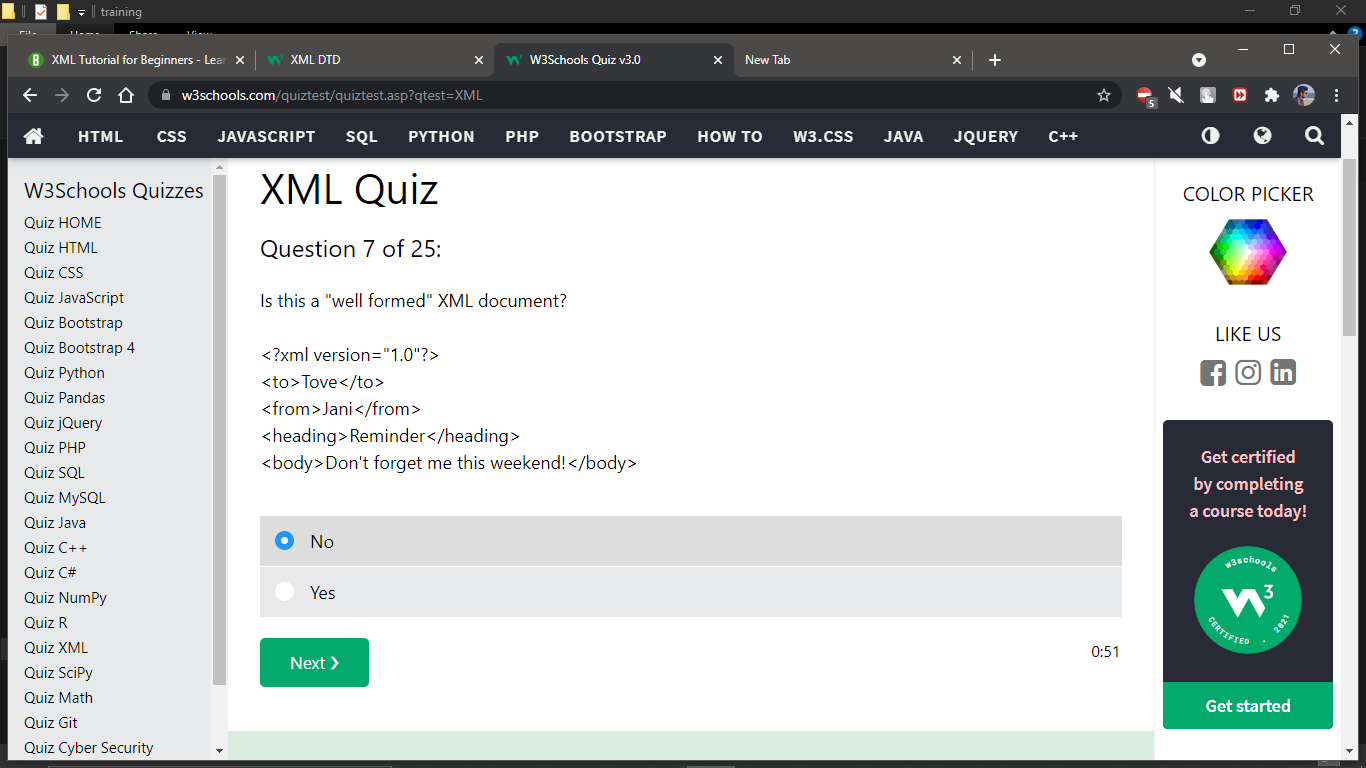 training
File Home Share View
XML Tutorial for Beginners - Lear
XML DTD
W3Schools Quiz v3.0
New Tab
w3schools.com/quiztest/quiztest.asp?qtest=XML
5
HTML CSS JAVASCRIPT SQL PYTHON PHP BOOTSTRAP HOW TO W3.CSS JAVA JQUERY C++
W3Schools Quizzes
Quiz HOME
Quiz HTML
Quiz CSS
Quiz JavaScript
Quiz Bootstrap
Quiz Bootstrap 4
Quiz Python
Quiz Pandas
Quiz jQuery
Quiz PHP
Quiz SQL
Quiz MySQL
Quiz Java
Quiz C++
Quiz C#
Quiz NumPy
Quiz R
Quiz XML
Quiz SciPy
Quiz Math
Quiz Git
Quiz Cyber Security
XML Quiz
Question 7 of 25:
Is this a "well formed" XML document?
<?xml version="1.0"?>
<to>Tove</to>
<from>Jani</from>
<heading>Reminder</heading>
<body>Don't forget me this weekend!</body>
No
Yes
Next ❯
0:51
COLOR PICKER
LIKE US
Get certified
by completing
a course today!
w3schools
W3
CERTIFIED . 2021
Get started